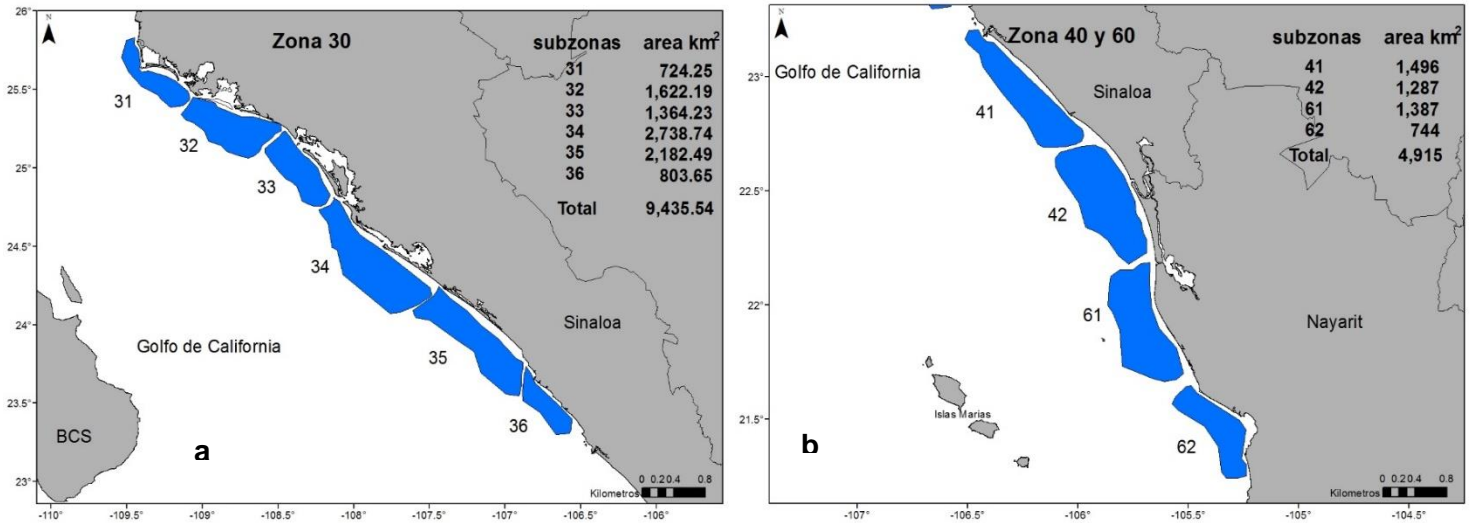 N
Zona 30
subzonas area km²
31 724.25
32 1,622.19
33 1,364.23
34 2,738.74
35 2,182.49
36 803.65
Total 9,435.54
31
32
33
34
35
36
Sinaloa
Golfo de California
BCS
a
0 0.20.4 0.8
Kilometros
26°
25.5°
25°
24.5°
24°
23.5°
23°
-110° -109.5° -109° -108.5° -108° -107.5° -107° -106.5° -106°
N
Zona 40 y 60
subzonas area km²
41 1,496
42 1,287
61 1,387
62 744
Total 4,915
Golfo de California
Sinaloa
41
42
61
62
Nayarit
Islas Marias
b
0 0.20.4 0.8
Kilometros
23°
22.5°
22°
21.5°
-107° -106.5° -106° -105.5° -105° -104.5°